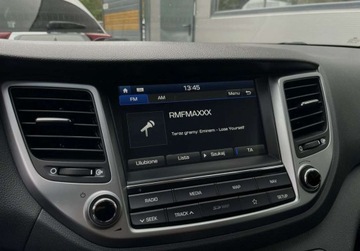 13:45
FM AM Menu
RMFMAXXX
Teraz gramy: Eminem - Lose Yourself
Ulubione Lista Szukaj TA
RADIO MEDIA MAP NAV
SEEK TRACK SETUP